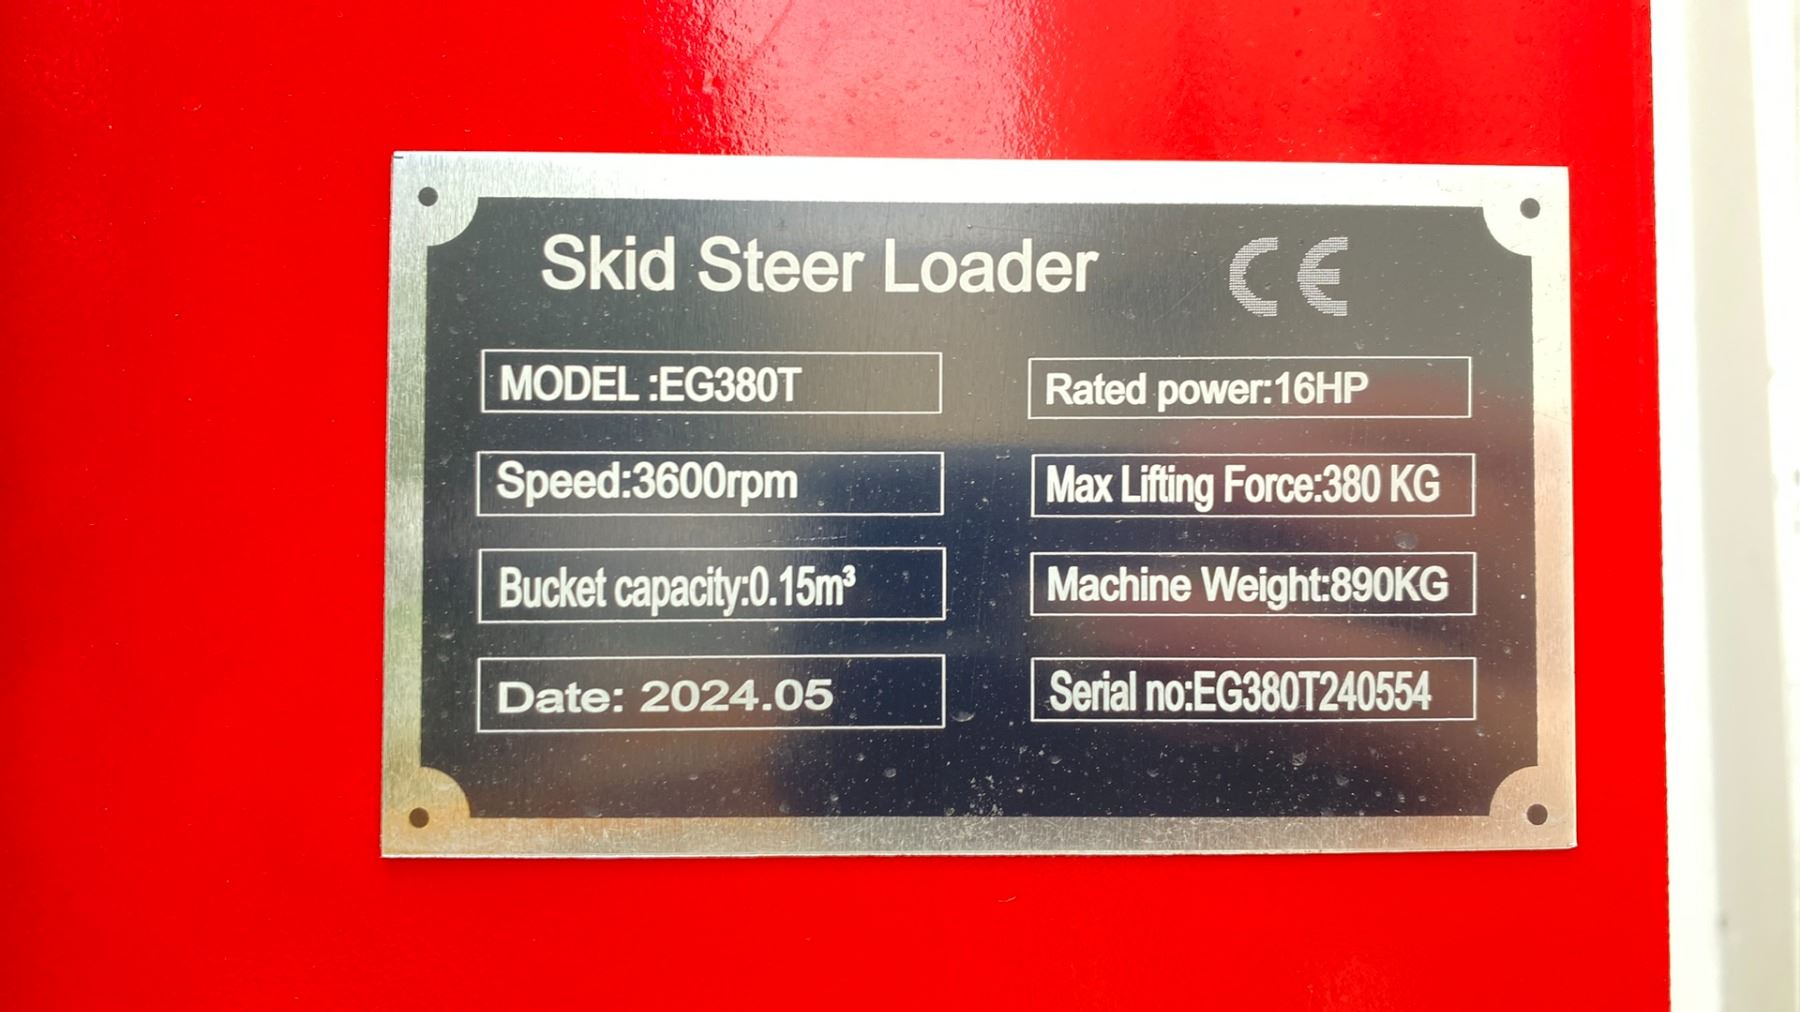 Skid Steer Loader CE
MODEL :EG380T
Rated power:16HP
Speed:3600rpm
Max Lifting Force:380 KG
Bucket capacity:0.15m³
Machine Weight:890KG
Date: 2024.05
Serial no:EG380T240554